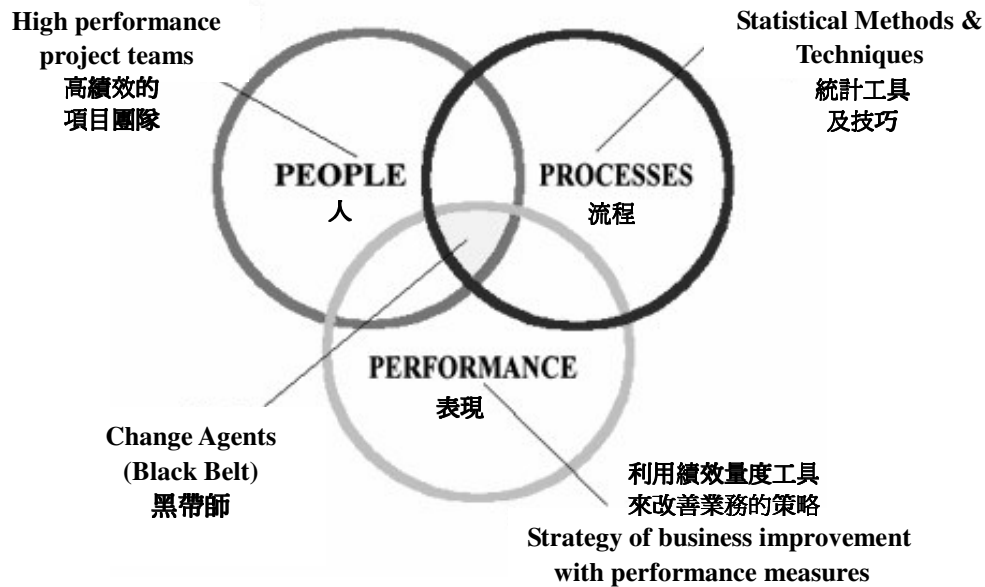 High performance
project teams
高績效的
項目團隊
Statistical Methods &
Techniques
統計工具
及技巧
PEOPLE
人
PROCESSES
流程
PERFORMANCE
表現
Change Agents
(Black Belt)
黑帶師
利用績效量度工具
來改善業務的策略
Strategy of business improvement
with performance measures